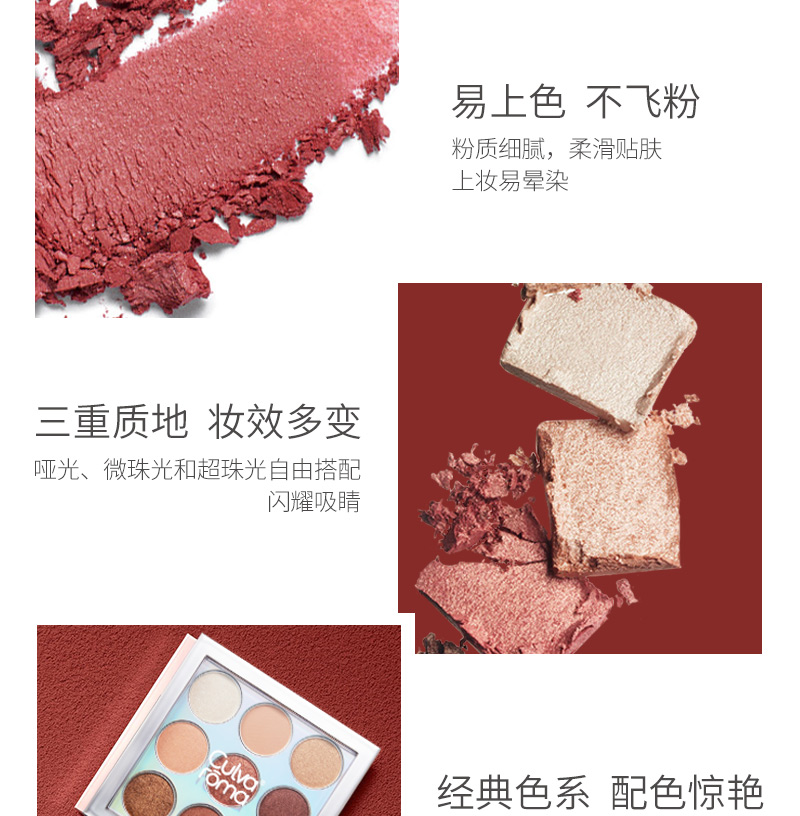 易上色 不飞粉
粉质细腻，柔滑贴肤
上妆易晕染
三重质地 妆效多变
哑光、微珠光和超珠光自由搭配
闪耀吸睛
Culva
roma
经典色系 配色惊艳